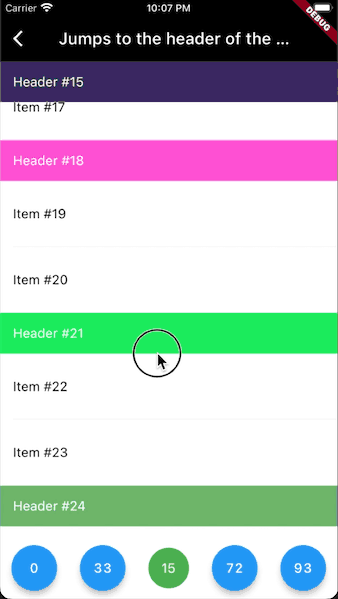 Carrier 10:07 PM
DEBUG
Jumps to the header of the ...
Header #15
Item #17
Header #18
Item #19
Item #20
Header #21
Item #22
Item #23
Header #24
0 33 15 72 93